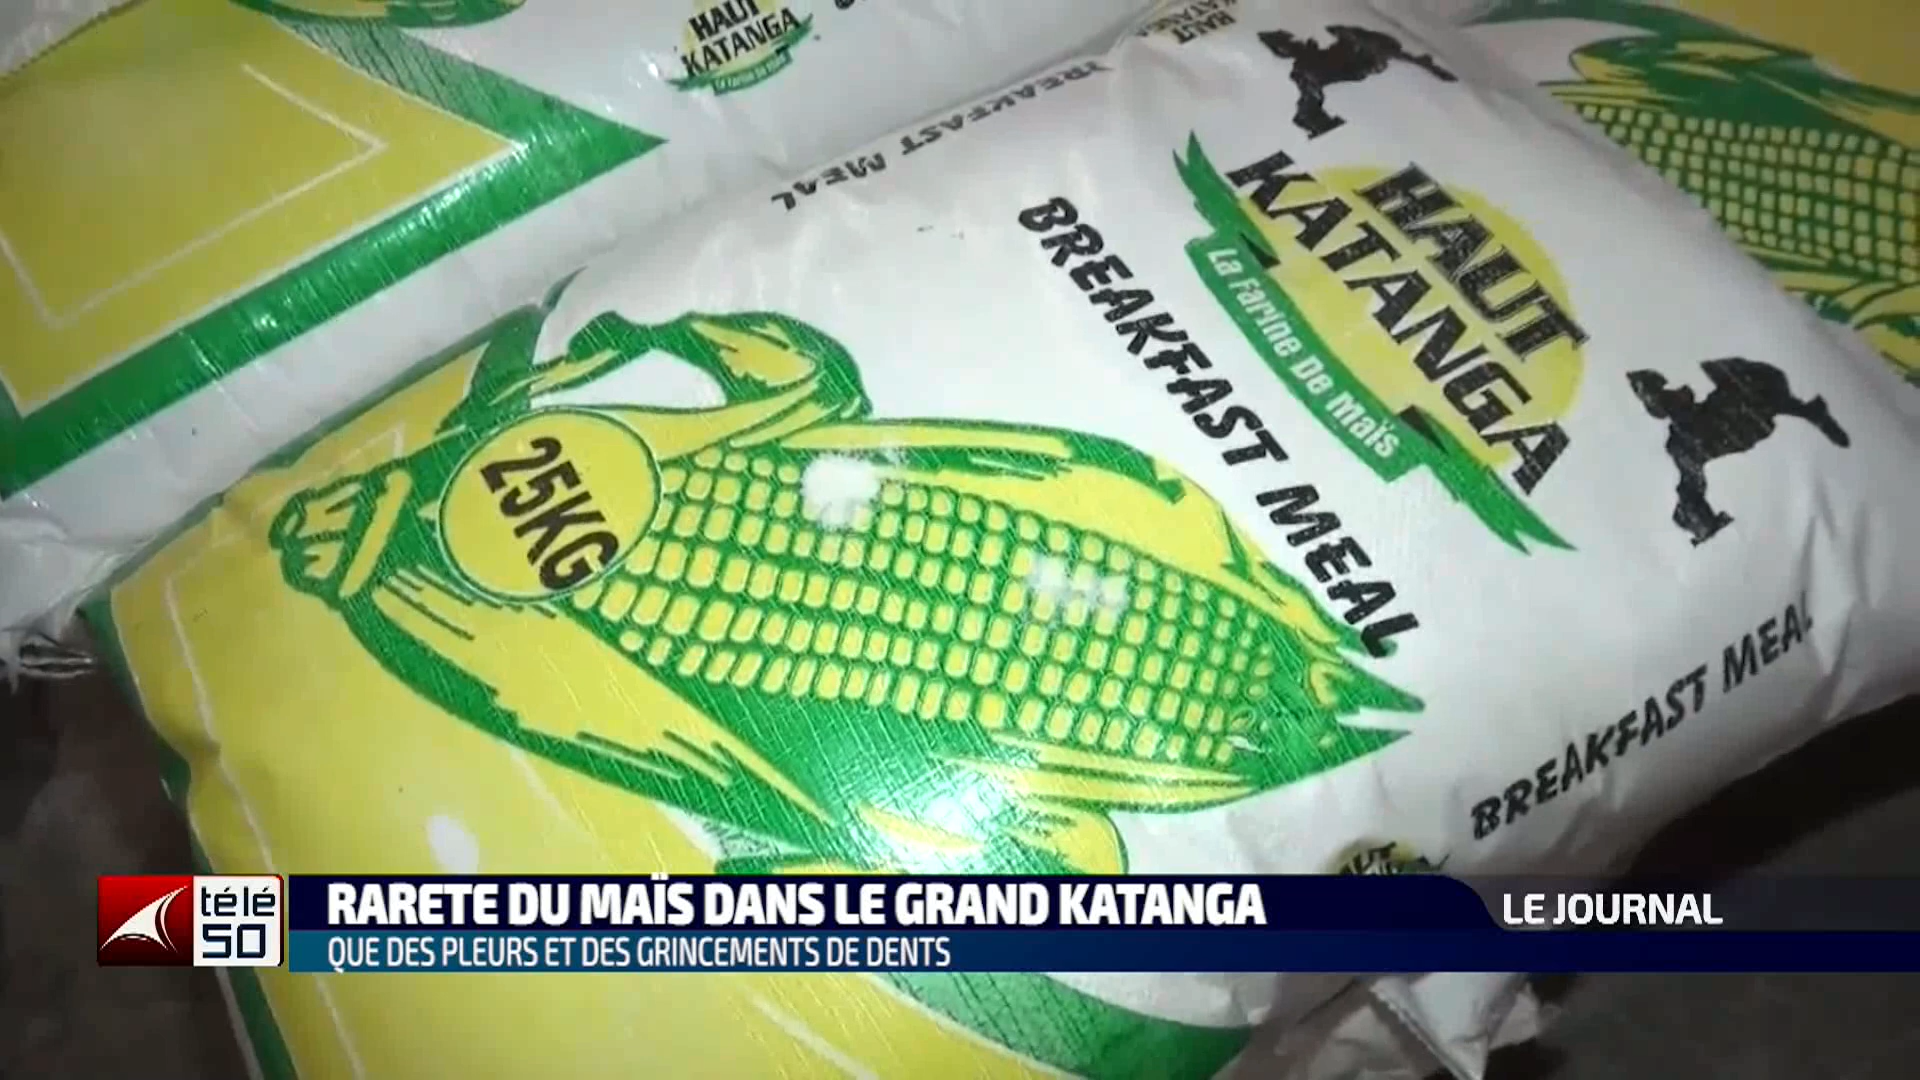 HAUT
KATANGA
BREAKFAST MEAL
HAUT
KATANGA
La Farine De maïs
BREAKFAST MEAL
25KG
BREAKFAST MEAL
télé
50
RARETE DU MAÏS DANS LE GRAND KATANGA
QUE DES PLEURS ET DES GRINCEMENTS DE DENTS
LE JOURNAL